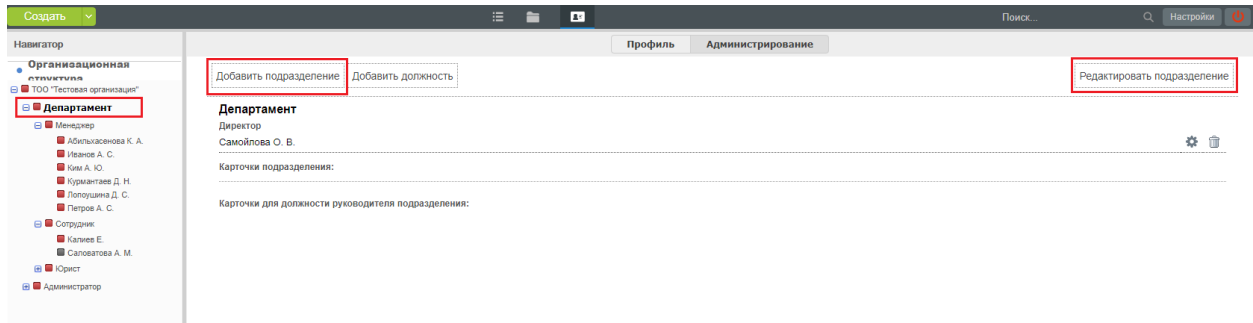 Создать
Поиск...
Настройки
Навигатор
Профиль
Администрирование
Организационная
структура
ТОО "Тестовая организация"
Департамент
Менеджер
Абильхасенова К. А.
Иванов А. С.
Ким А. Ю.
Курмантаев Д. Н.
Лопоушина Д. С.
Петров А. С.
Сотрудник
Калиев Е.
Саловатова А. М.
Юрист
Администратор
Добавить подразделение
Добавить должность
Редактировать подразделение
Департамент
Директор
Самойлова О. В.
Карточки подразделения:
Карточки для должности руководителя подразделения: